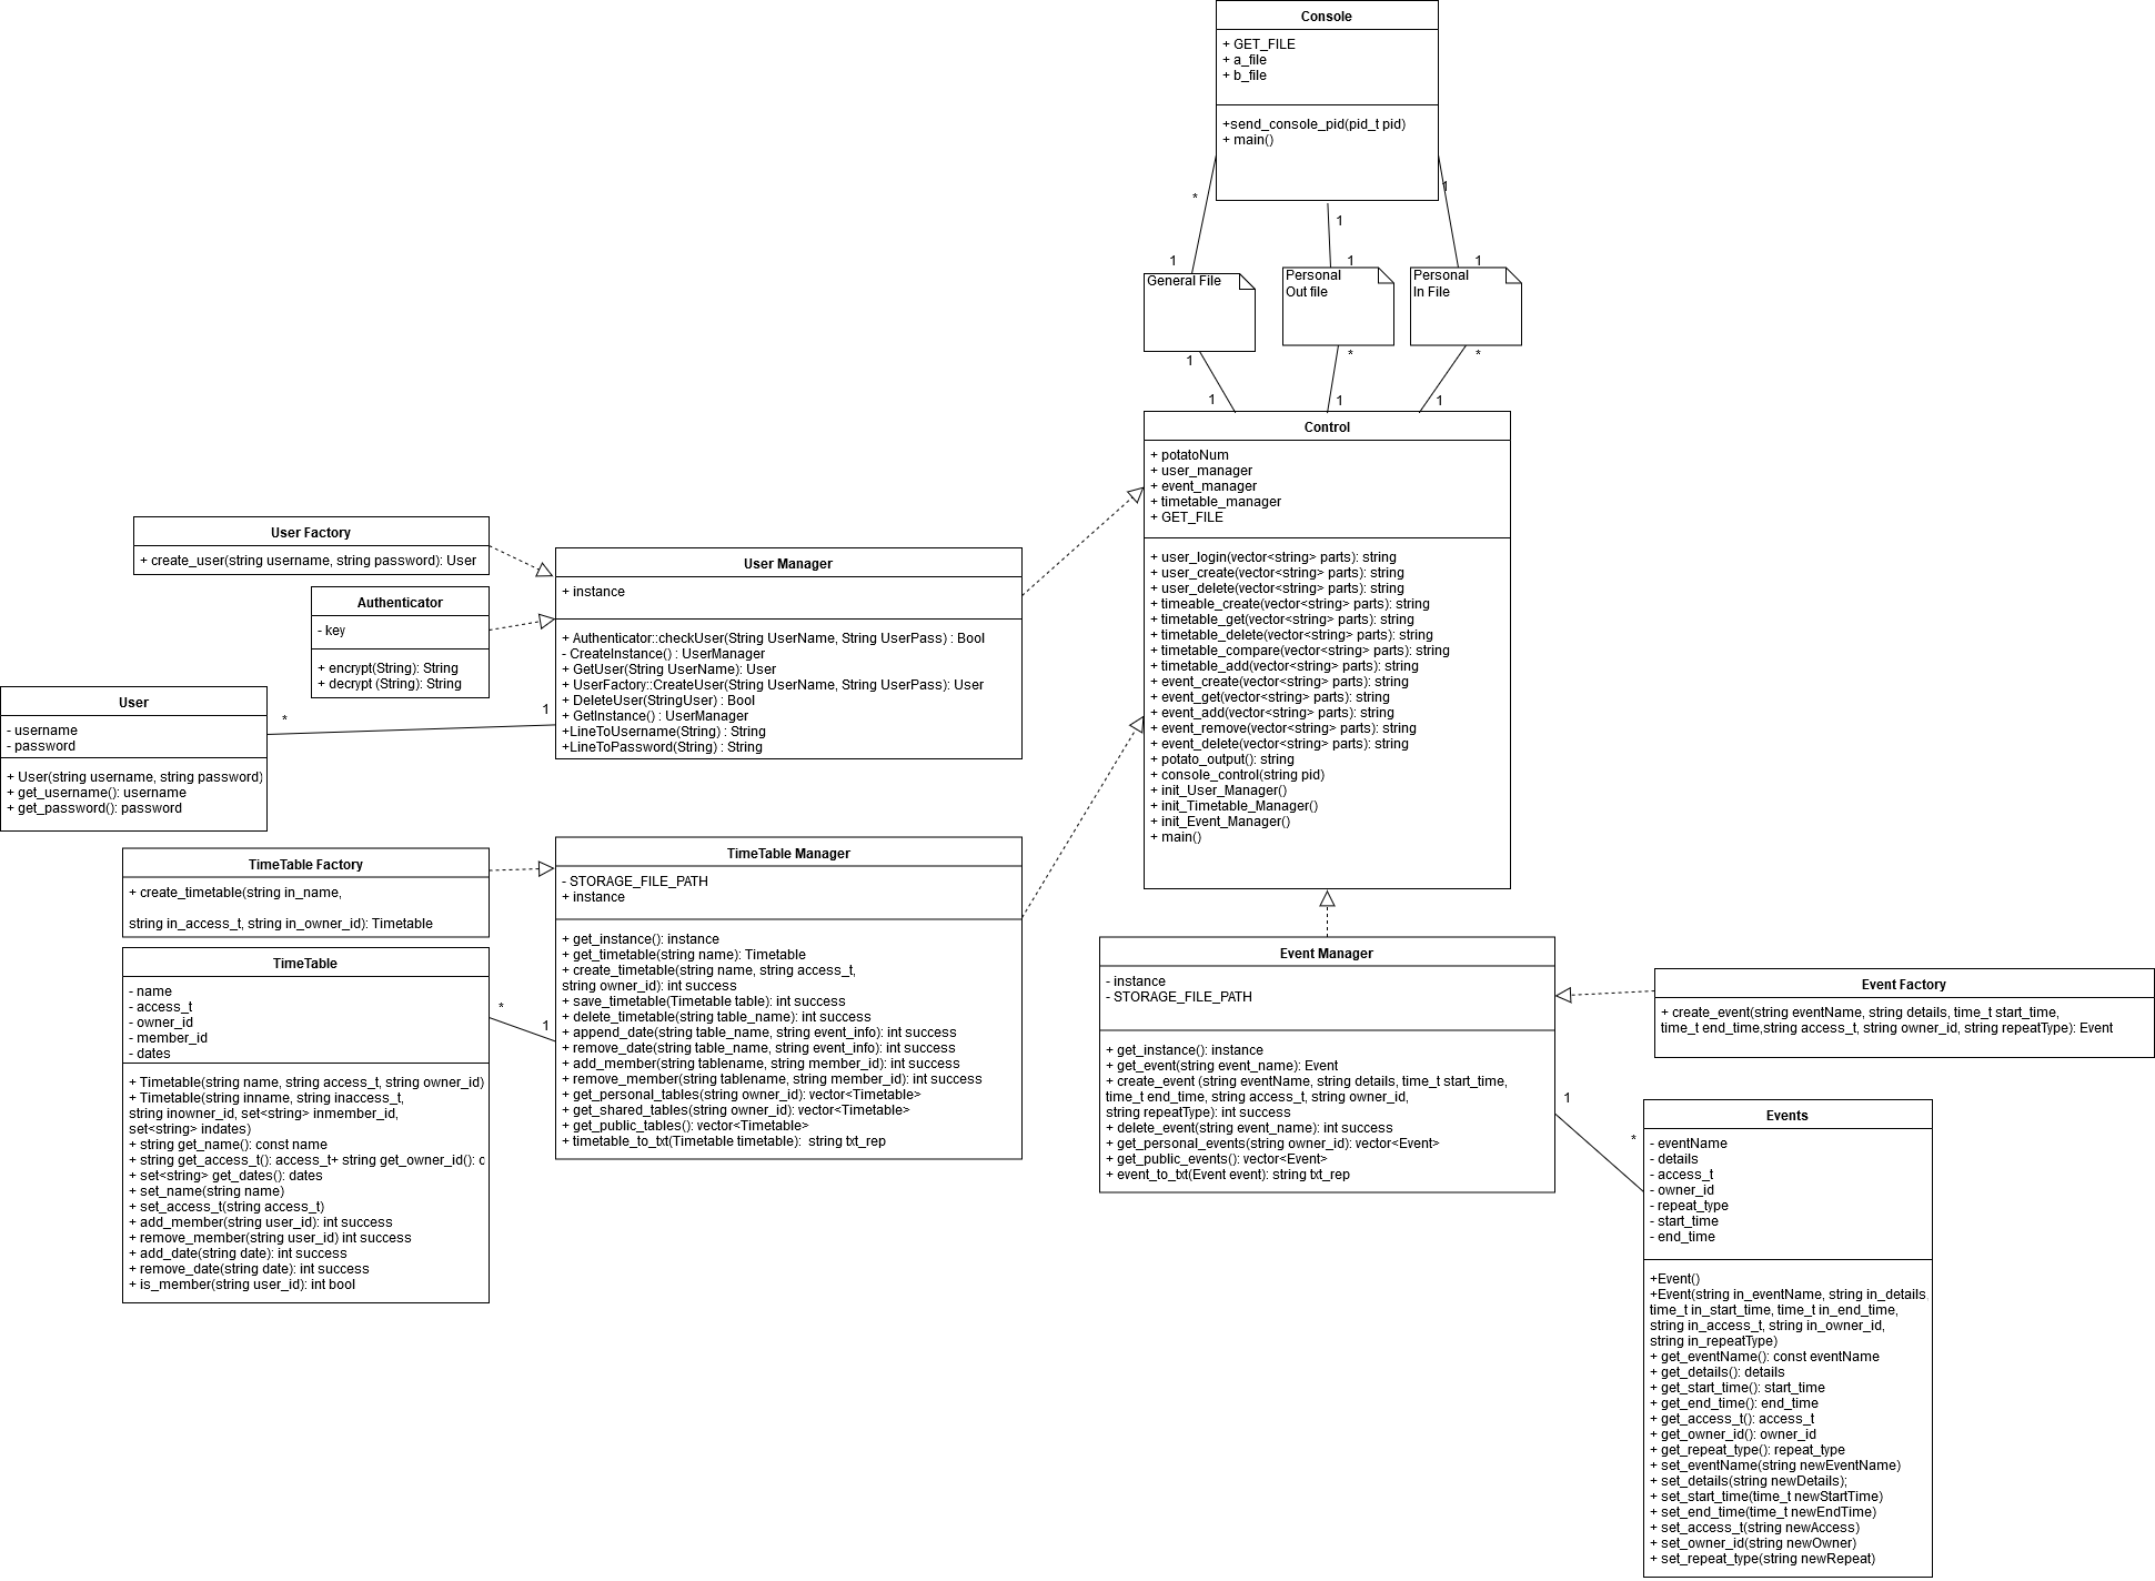 Console
+ GET_FILE
+ a_file
+ b_file
+send_console_pid(pid_t pid)
+ main()
*
1
1
1
1
1
General File
Personal
Out file
Personal
In File
1
*
*
1
1
1
Control
+ potatoNum
+ user_manager
+ event_manager
+ timetable_manager
+ GET_FILE
+ user_login(vector<string> parts): string
+ user_create(vector<string> parts): string
+ user_delete(vector<string> parts): string
+ timeable_create(vector<string> parts): string
+ timetable_get(vector<string> parts): string
+ timetable_delete(vector<string> parts): string
+ timetable_compare(vector<string> parts): string
+ timetable_add(vector<string> parts): string
+ event_create(vector<string> parts): string
+ event_get(vector<string> parts): string
+ event_add(vector<string> parts): string
+ event_remove(vector<string> parts): string
+ event_delete(vector<string> parts): string
+ potato_output(): string
+ console_control(string pid)
+ init_User_Manager()
+ init_Timetable_Manager()
+ init_Event_Manager()
+ main()
User Factory
+ create_user(string username, string password): User
Authenticator
- key
+ encrypt(String): String
+ decrypt (String): String
User Manager
+ instance
+ Authenticator::checkUser(String UserName, String UserPass) : Bool
- CreateInstance() : UserManager
+ GetUser(String UserName): User
+ UserFactory::CreateUser(String UserName, String UserPass): User
+ DeleteUser(StringUser) : Bool
+ GetInstance() : UserManager
+LineToUsername(String) : String
+LineToPassword(String) : String
User
- username
- password
+ User(string username, string password)
+ get_username(): username
+ get_password(): password
*
1
TimeTable Factory
+ create_timetable(string in_name,
string in_access_t, string in_owner_id): Timetable
TimeTable
- name
- access_t
- owner_id
- member_id
- dates
+ Timetable(string name, string access_t, string owner_id)
+ Timetable(string inname, string inaccess_t,
string inowner_id, set<string> inmember_id,
set<string> indates)
+ string get_name(): const name
+ string get_access_t(): access_t+ string get_owner_id(): c
+ set<string> get_dates(): dates
+ set_name(string name)
+ set_access_t(string access_t)
+ add_member(string user_id): int success
+ remove_member(string user_id) int success
+ add_date(string date): int success
+ remove_date(string date): int success
+ is_member(string user_id): int bool
*
1
TimeTable Manager
- STORAGE_FILE_PATH
+ instance
+ get_instance(): instance
+ get_timetable(string name): Timetable
+ create_timetable(string name, string access_t,
string owner_id): int success
+ save_timetable(Timetable table): int success
+ delete_timetable(string table_name): int success
+ append_date(string table_name, string event_info): int success
+ remove_date(string table_name, string event_info): int success
+ add_member(string tablename, string member_id): int success
+ remove_member(string tablename, string member_id): int success
+ get_personal_tables(string owner_id): vector<Timetable>
+ get_shared_tables(string owner_id): vector<Timetable>
+ get_public_tables(): vector<Timetable>
+ timetable_to_txt(Timetable timetable): string txt_rep
Event Manager
- instance
- STORAGE_FILE_PATH
+ get_instance(): instance
+ get_event(string event_name): Event
+ create_event (string eventName, string details, time_t start_time,
time_t end_time, string access_t, string owner_id,
string repeatType): int success
+ delete_event(string event_name): int success
+ get_personal_events(string owner_id): vector<Event>
+ get_public_events(): vector<Event>
+ event_to_txt(Event event): string txt_rep
Event Factory
+ create_event(string eventName, string details, time_t start_time,
time_t end_time,string access_t, string owner_id, string repeatType): Event
1
*
Events
- eventName
- details
- access_t
- owner_id
- repeat_type
- start_time
- end_time
+Event()
+Event(string in_eventName, string in_details,
time_t in_start_time, time_t in_end_time,
string in_access_t, string in_owner_id,
string in_repeatType)
+ get_eventName(): const eventName
+ get_details(): details
+ get_start_time(): start_time
+ get_end_time(): end_time
+ get_access_t(): access_t
+ get_owner_id(): owner_id
+ get_repeat_type(): repeat_type
+ set_eventName(string newEventName)
+ set_details(string newDetails);
+ set_start_time(time_t newStartTime)
+ set_end_time(time_t newEndTime)
+ set_access_t(string newAccess)
+ set_owner_id(string newOwner)
+ set_repeat_type(string newRepeat)